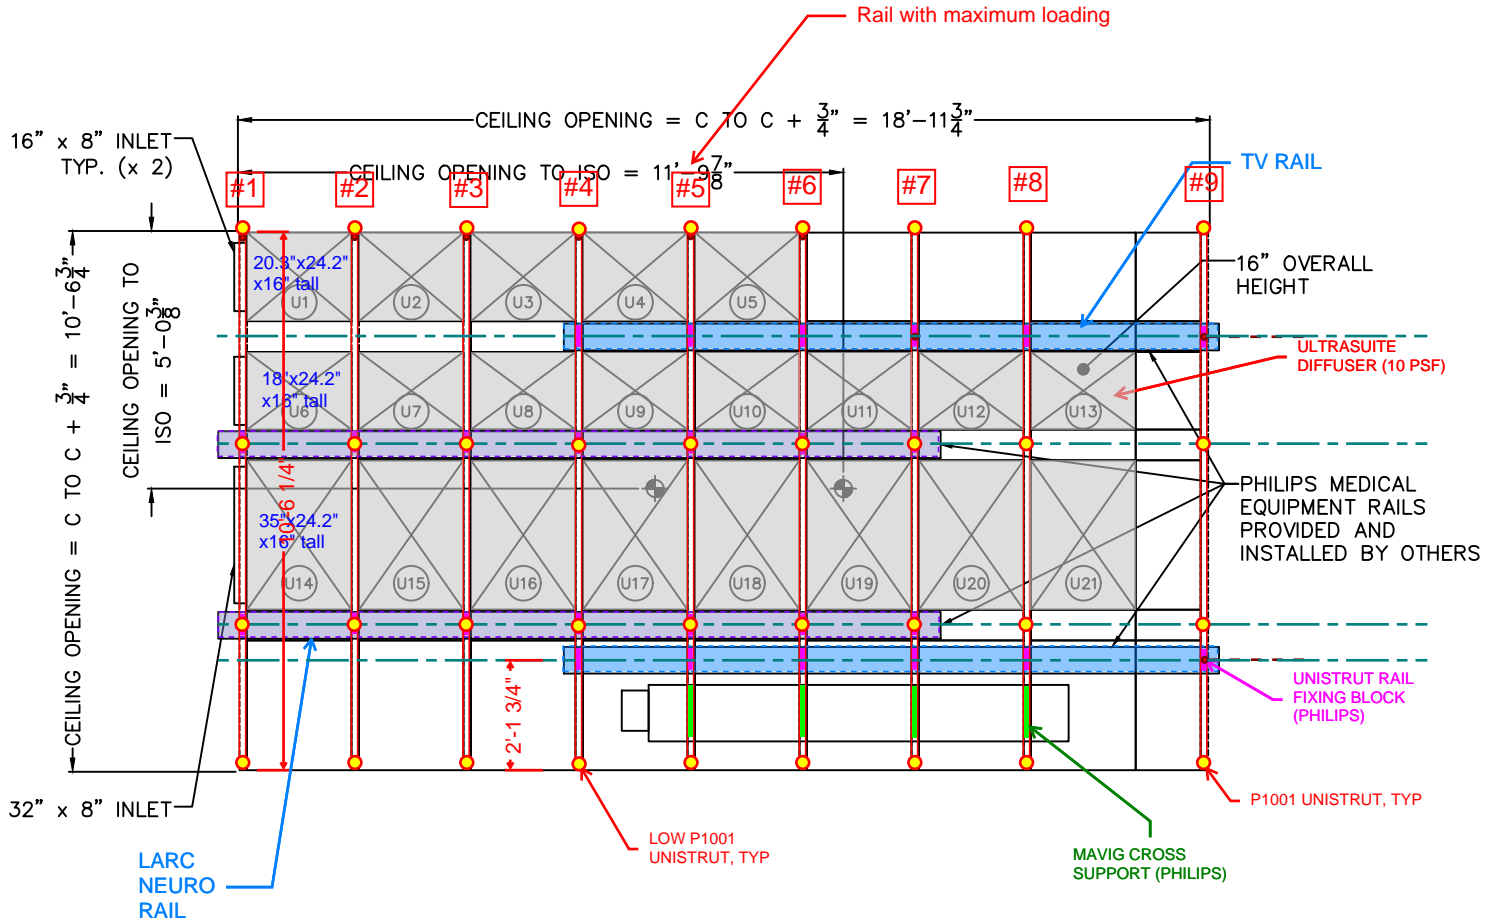 Rail with maximum loading
CEILING OPENING = C TO C + 3/4" = 18'-11 3/4"
16" x 8" INLET
TYP. (x 2)
CEILING OPENING TO ISO = 11'-9 7/8"
TV RAIL
#1
#2
#3
#4
#5
#6
#7
#8
#9
CEILING OPENING = C TO C + 3/4" = 10'-6 3/4"
CEILING OPENING TO
ISO = 5'-0 3/8"
20.3"x24.2"
x16" tall
U1
U2
U3
U4
U5
16" OVERALL
HEIGHT
ULTRASUITE
DIFFUSER (10 PSF)
18"x24.2"
x16" tall
U6
U7
U8
U9
U10
U11
U12
U13
10'-6 1/4"
PHILIPS MEDICAL
EQUIPMENT RAILS
PROVIDED AND
INSTALLED BY OTHERS
35"x24.2"
x16" tall
U14
U15
U16
U17
U18
U19
U20
U21
2'-1 3/4"
UNISTRUT RAIL
FIXING BLOCK
(PHILIPS)
32" x 8" INLET
P1001 UNISTRUT, TYP
LOW P1001
UNISTRUT, TYP
MAVIG CROSS
SUPPORT (PHILIPS)
LARC
NEURO
RAIL